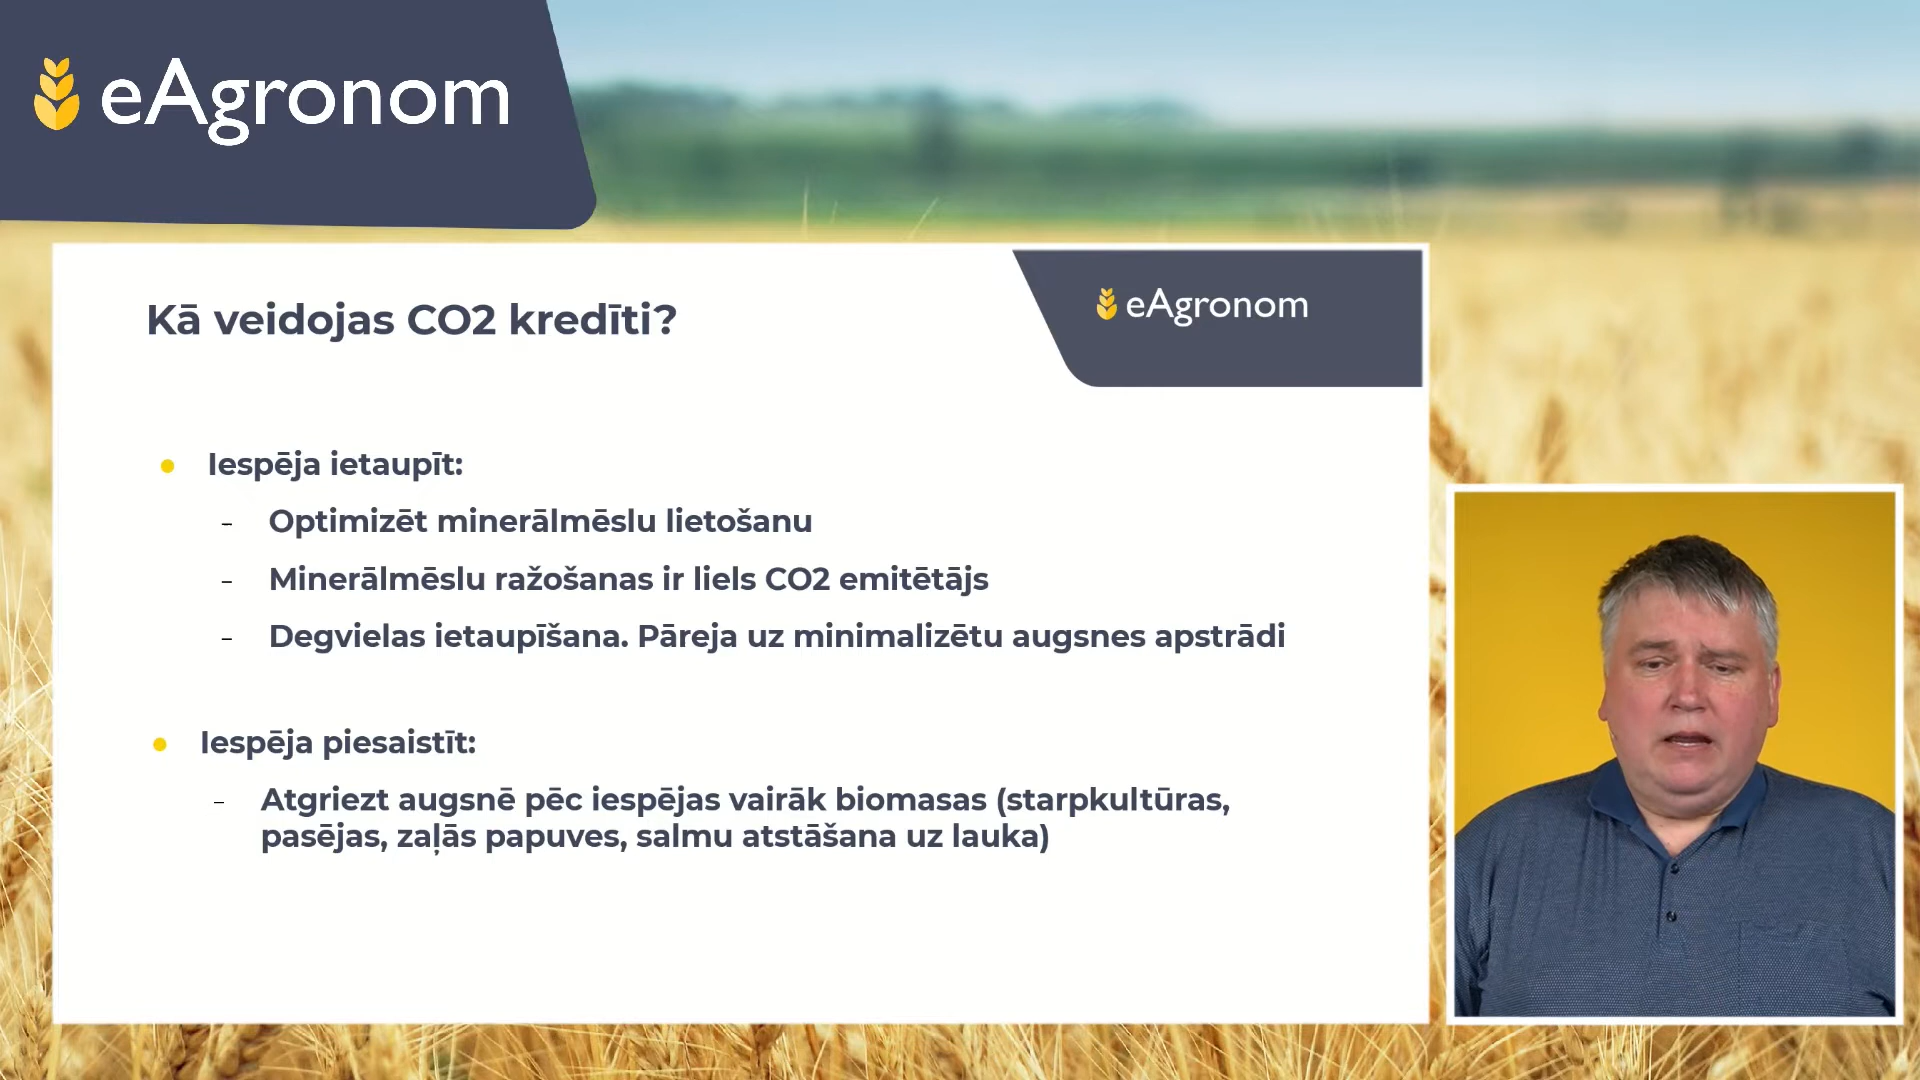 eAgronom
eAgronom
Kā veidojas CO2 kredīti?
● Iespēja ietaupīt:
- Optimizēt minerālmēslu lietošanu
- Minerālmēslu ražošanas ir liels CO2 emitētājs
- Degvielas ietaupīšana. Pāreja uz minimalizētu augsnes apstrādi
● Iespēja piesaistīt:
- Atgriezt augsnē pēc iespējas vairāk biomasas (starpkultūras,
pasējas, zaļās papuves, salmu atstāšana uz lauka)